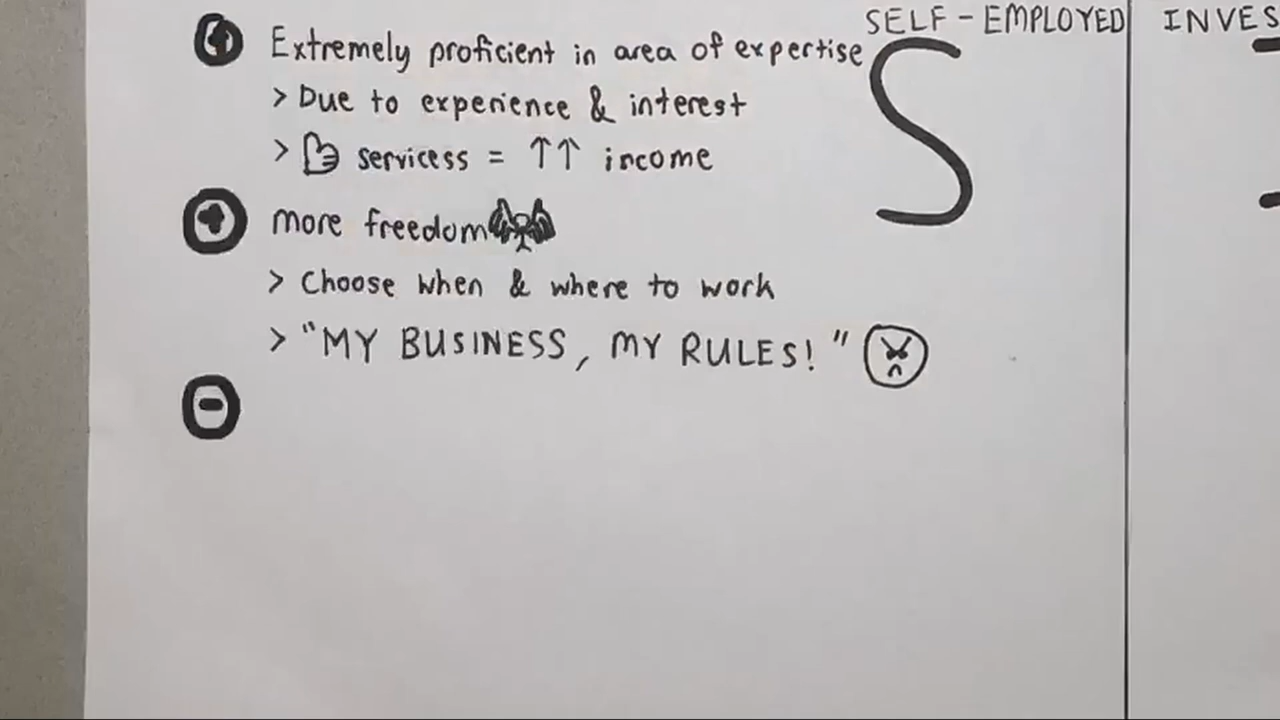 SELF-EMPLOYED
INVES
S
+ Extremely proficient in area of expertise
> Due to experience & interest
> servicess = ↑↑ income
+ more freedom
> Choose when & where to work
> "MY BUSINESS, MY RULES!"
-